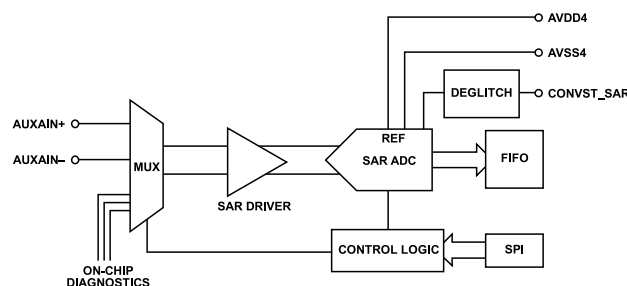 AVDD4
AVSS4
DEGLITCH
CONVST_SAR
AUXAIN+
REF
AUXAIN–
MUX
SAR ADC
FIFO
SAR DRIVER
CONTROL LOGIC
SPI
ON-CHIP
DIAGNOSTICS